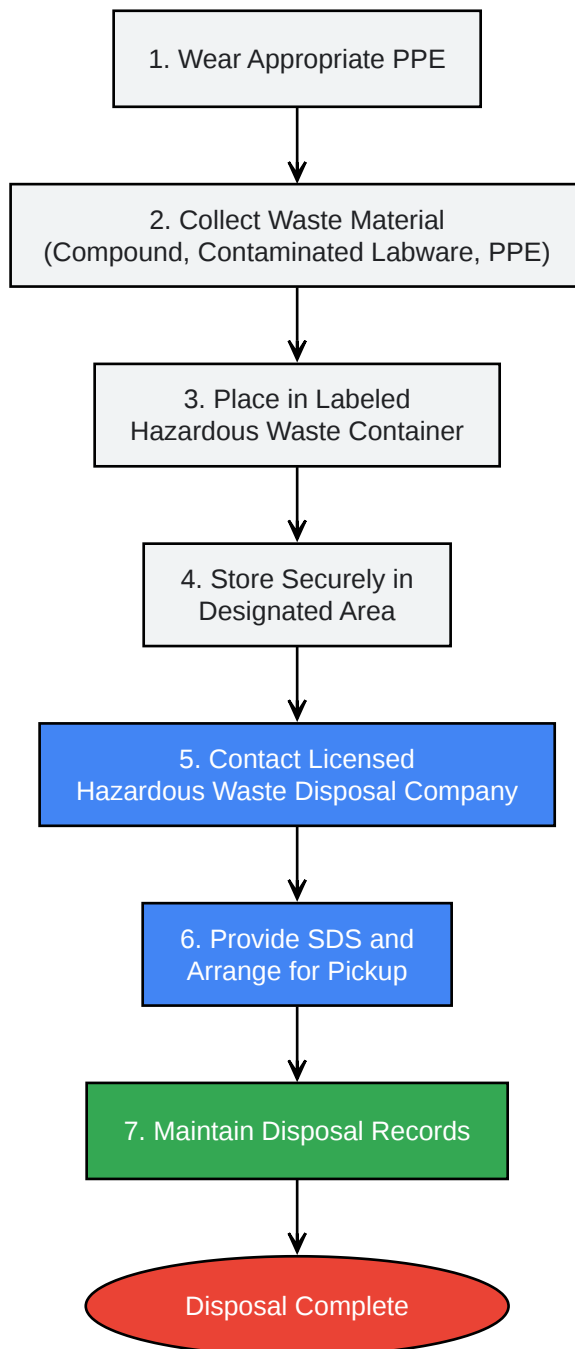 1. Wear Appropriate PPE
2. Collect Waste Material
(Compound, Contaminated Labware, PPE)
3. Place in Labeled
Hazardous Waste Container
4. Store Securely in
Designated Area
5. Contact Licensed
Hazardous Waste Disposal Company
6. Provide SDS and
Arrange for Pickup
7. Maintain Disposal Records
Disposal Complete